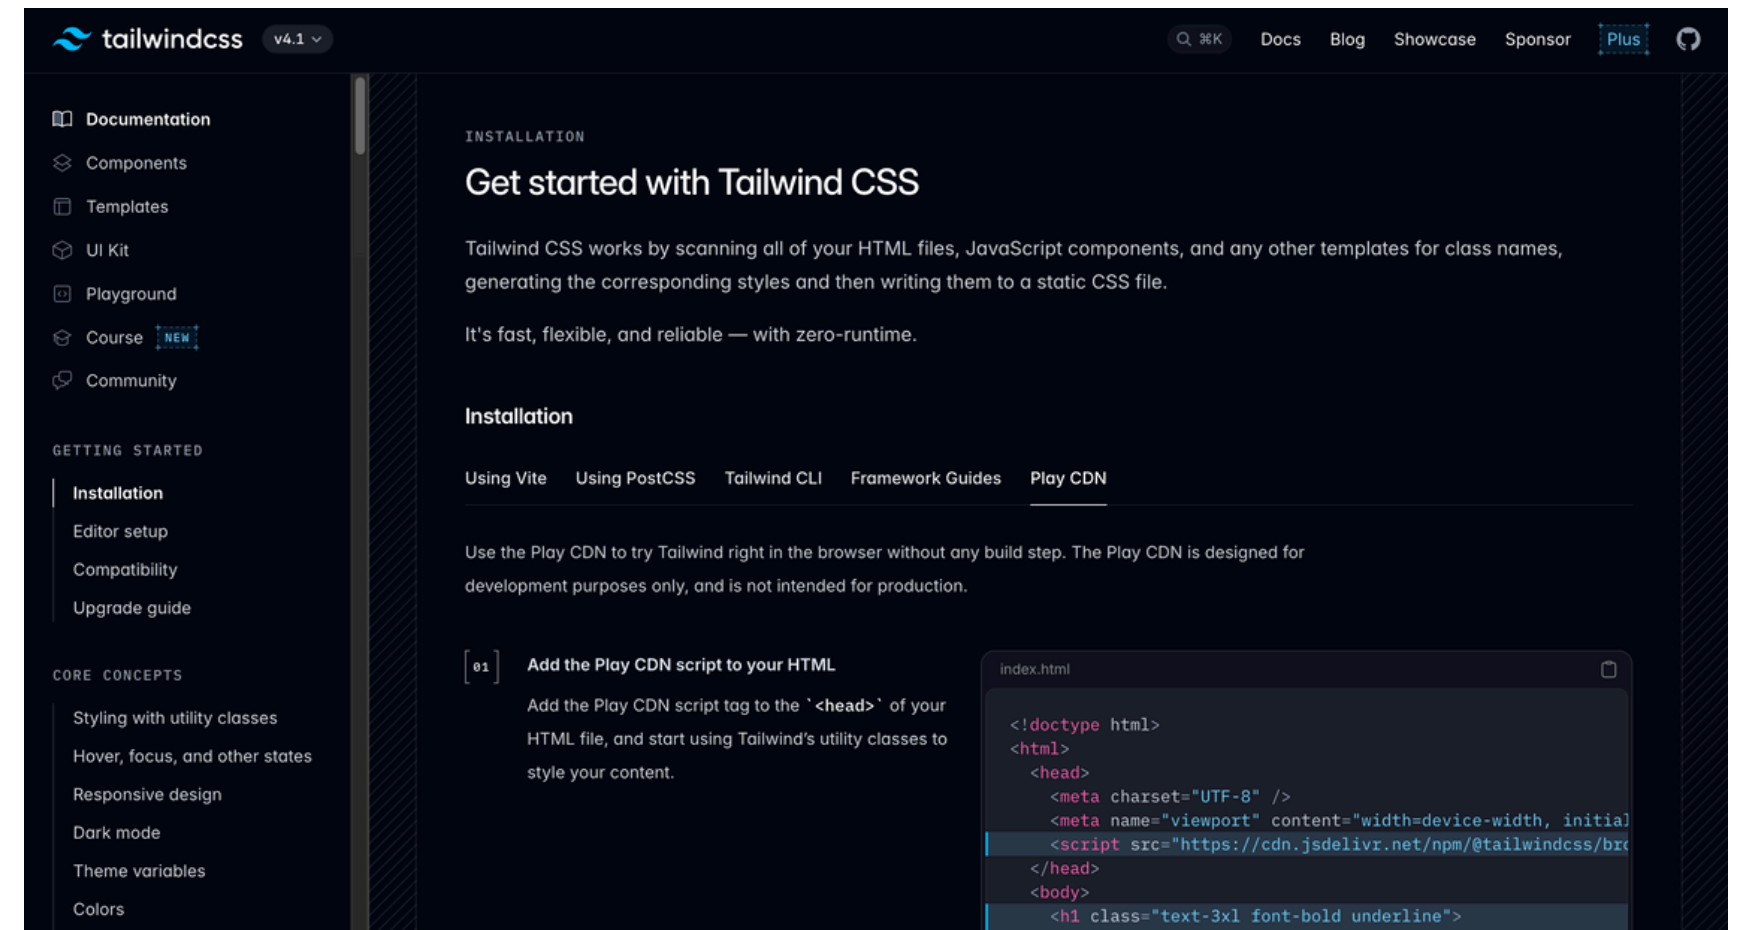 tailwindcss v4.1
⌘K Docs Blog Showcase Sponsor Plus
Documentation
Components
Templates
UI Kit
Playground
Course NEW
Community
GETTING STARTED
Installation
Editor setup
Compatibility
Upgrade guide
CORE CONCEPTS
Styling with utility classes
Hover, focus, and other states
Responsive design
Dark mode
Theme variables
Colors
INSTALLATION
Get started with Tailwind CSS
Tailwind CSS works by scanning all of your HTML files, JavaScript components, and any other templates for class names,
generating the corresponding styles and then writing them to a static CSS file.
It's fast, flexible, and reliable — with zero-runtime.
Installation
Using Vite Using PostCSS Tailwind CLI Framework Guides Play CDN
Use the Play CDN to try Tailwind right in the browser without any build step. The Play CDN is designed for
development purposes only, and is not intended for production.
01 Add the Play CDN script to your HTML
Add the Play CDN script tag to the `<head>` of your
HTML file, and start using Tailwind’s utility classes to
style your content.
index.html
<!doctype html>
<html>
<head>
<meta charset="UTF-8" />
<meta name="viewport" content="width=device-width, initial
<script src="https://cdn.jsdelivr.net/npm/@tailwindcss/bro
</head>
<body>
<h1 class="text-3xl font-bold underline">